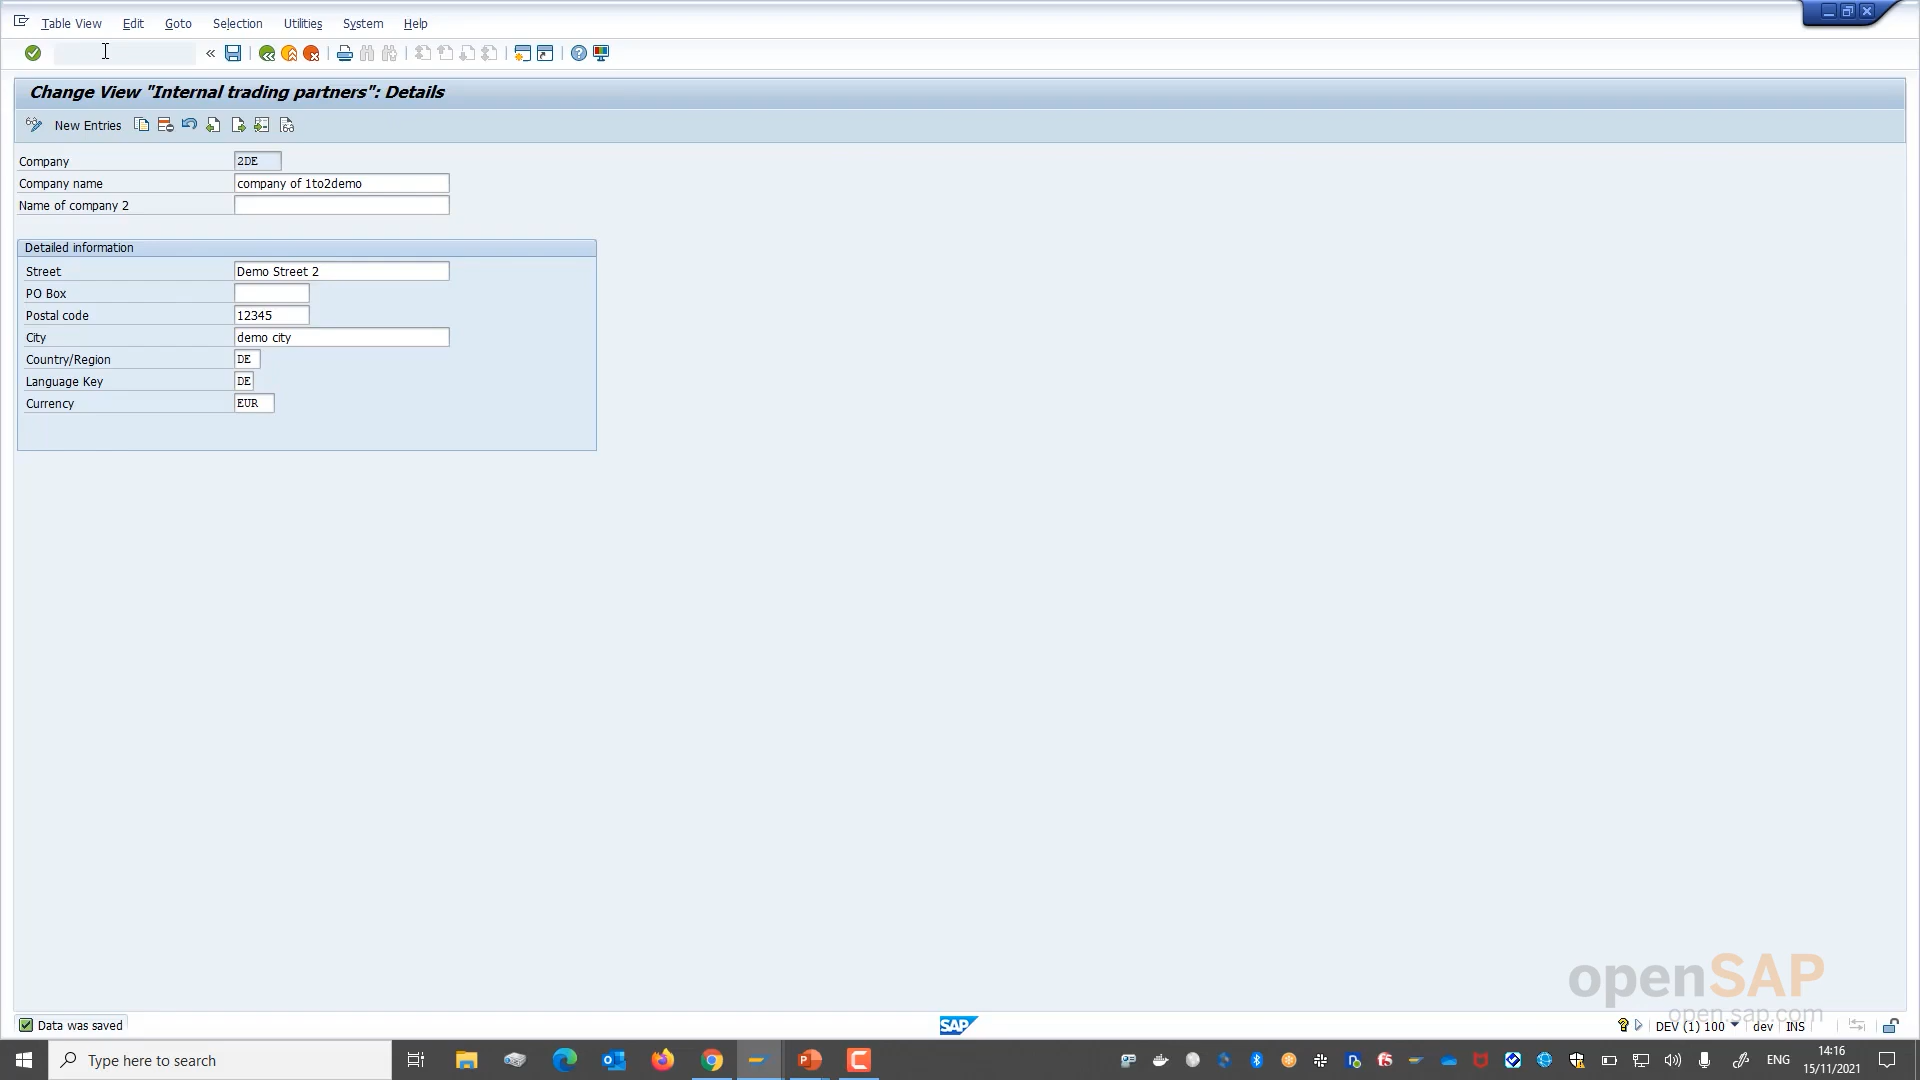 Table View Edit Goto Selection Utilities System Help
Change View "Internal trading partners": Details
New Entries
Company 2DE
Company name company of 1to2demo
Name of company 2
Detailed information
Street Demo Street 2
PO Box
Postal code 12345
City demo city
Country/Region DE
Language Key DE
Currency EUR
openSAP
open.sap.com
Data was saved SAP DEV (1) 100 dev INS
Type here to search ENG 14:16
15/11/2021